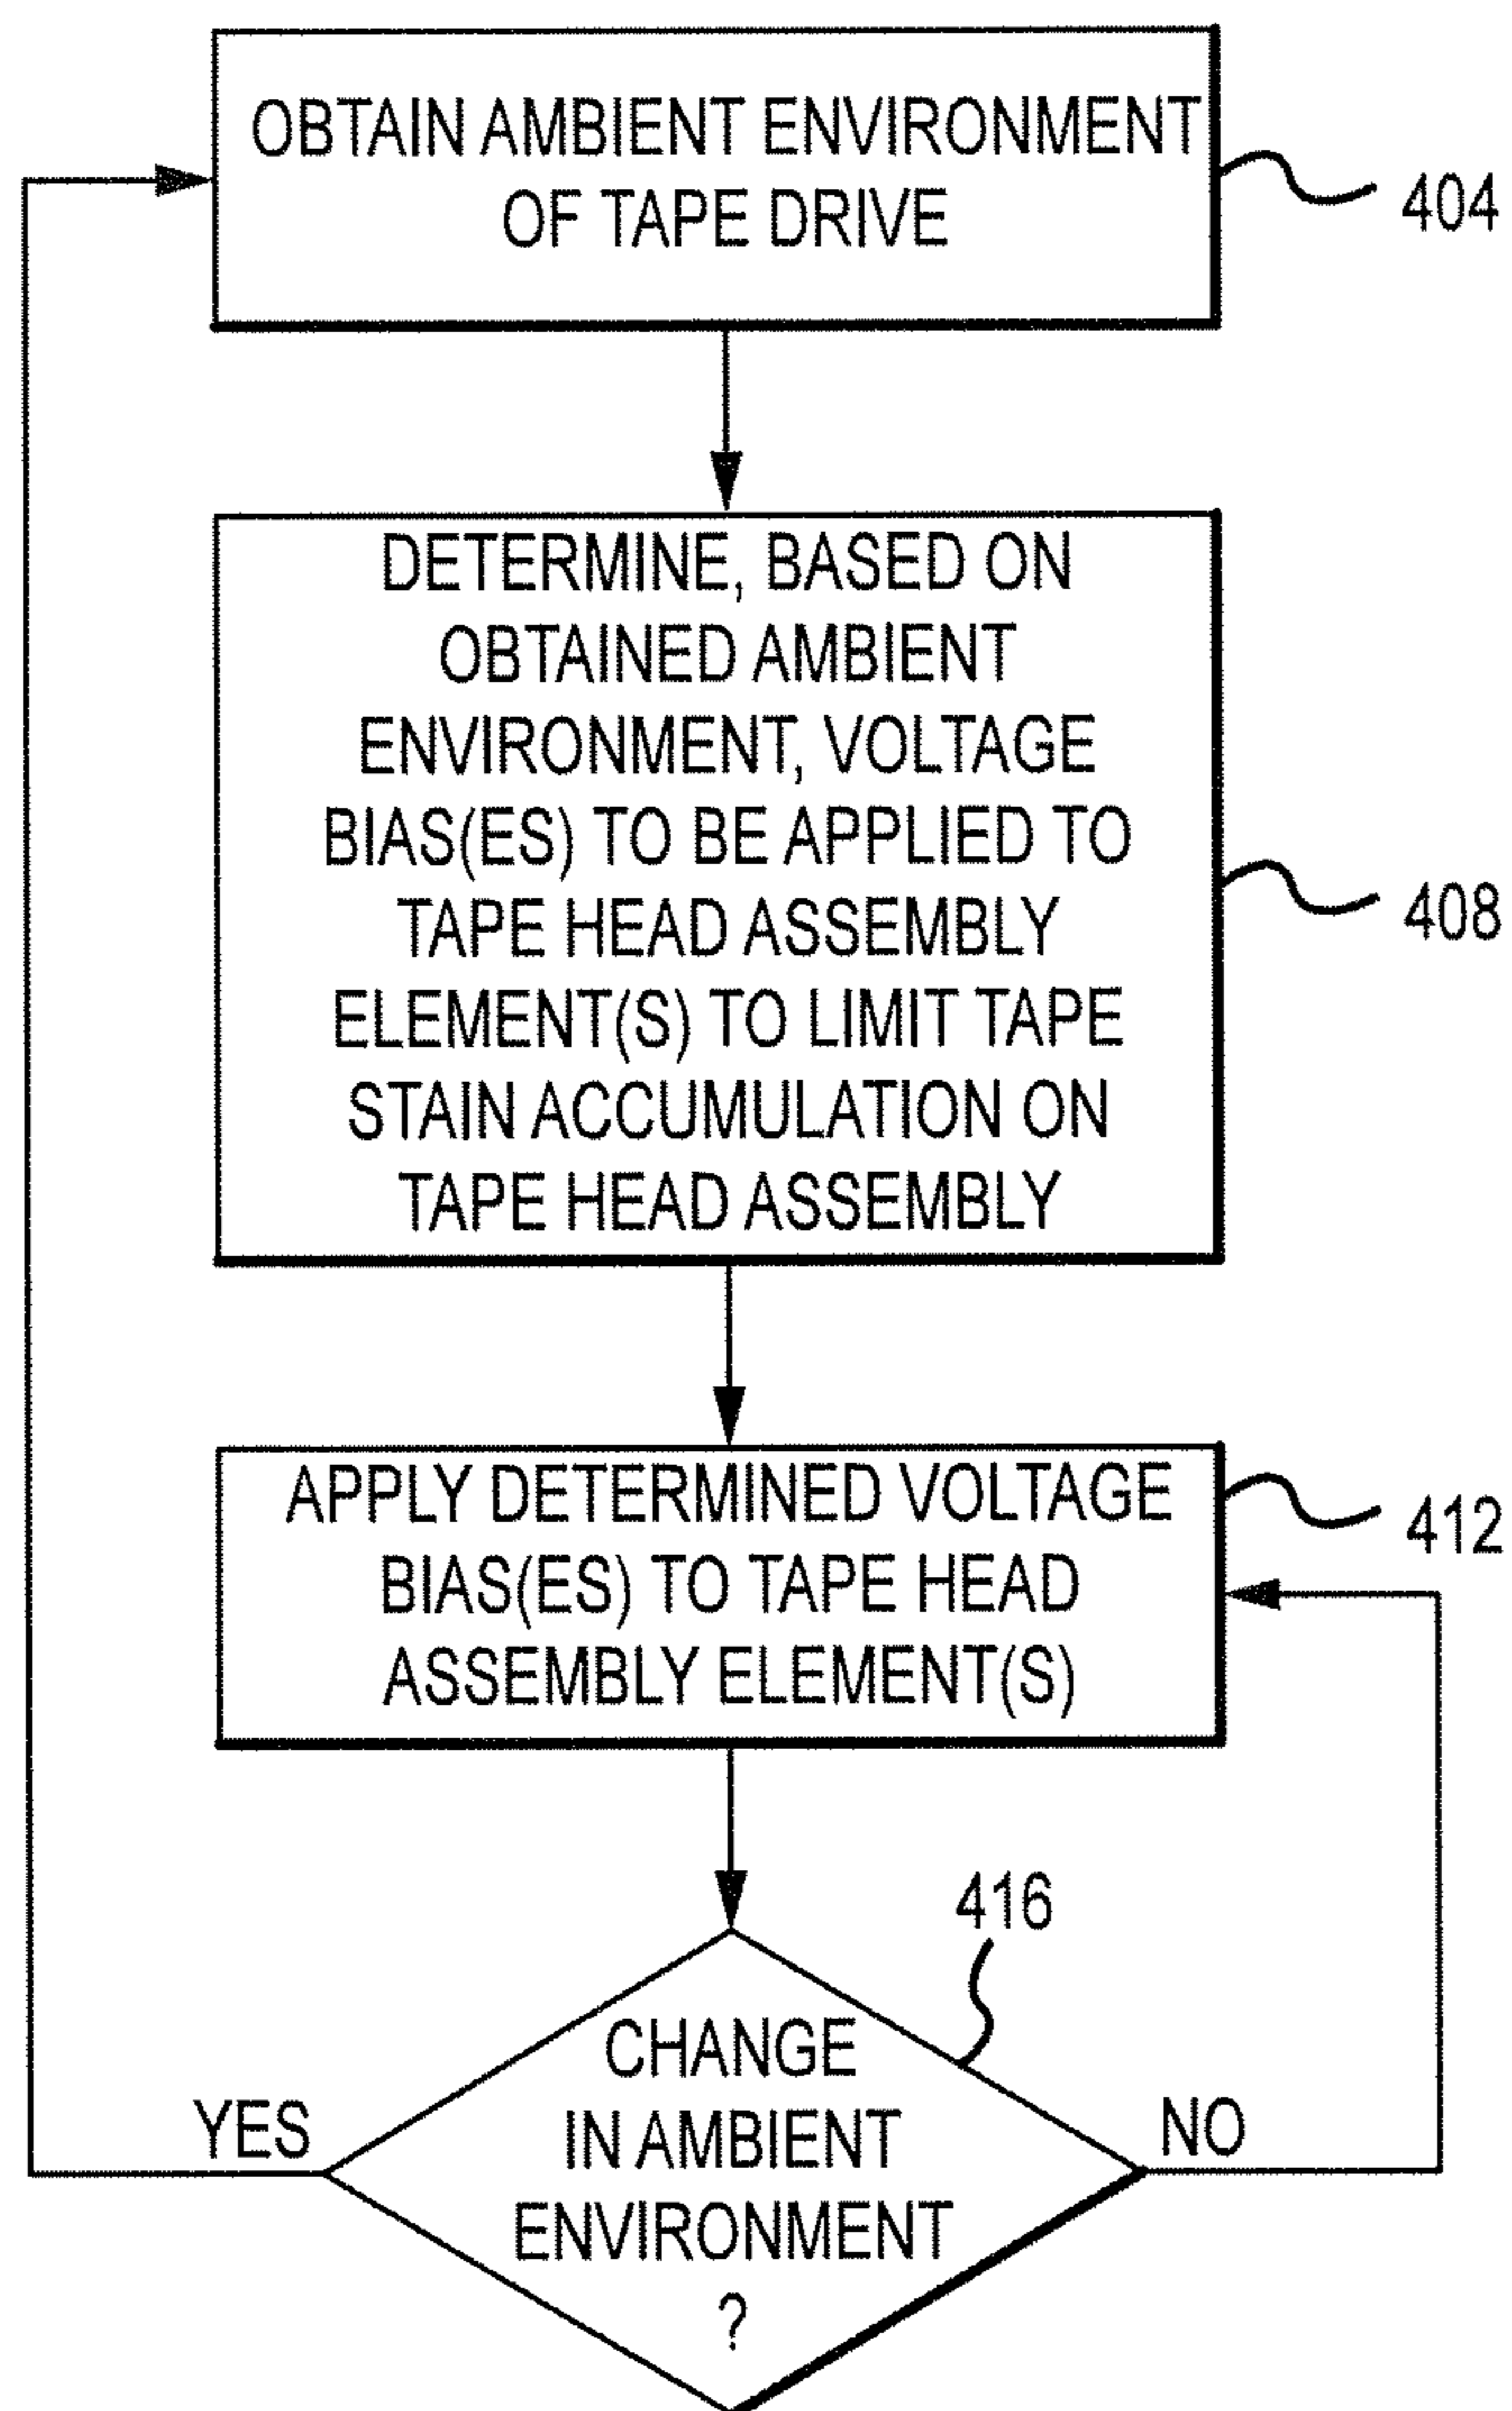 OBTAIN AMBIENT ENVIRONMENT
OF TAPE DRIVE
404
DETERMINE, BASED ON
OBTAINED AMBIENT
ENVIRONMENT, VOLTAGE
BIAS(ES) TO BE APPLIED TO
TAPE HEAD ASSEMBLY
ELEMENT(S) TO LIMIT TAPE
STAIN ACCUMULATION ON
TAPE HEAD ASSEMBLY
408
APPLY DETERMINED VOLTAGE
BIAS(ES) TO TAPE HEAD
ASSEMBLY ELEMENT(S)
412
416
CHANGE
IN AMBIENT
ENVIRONMENT
?
YES
NO